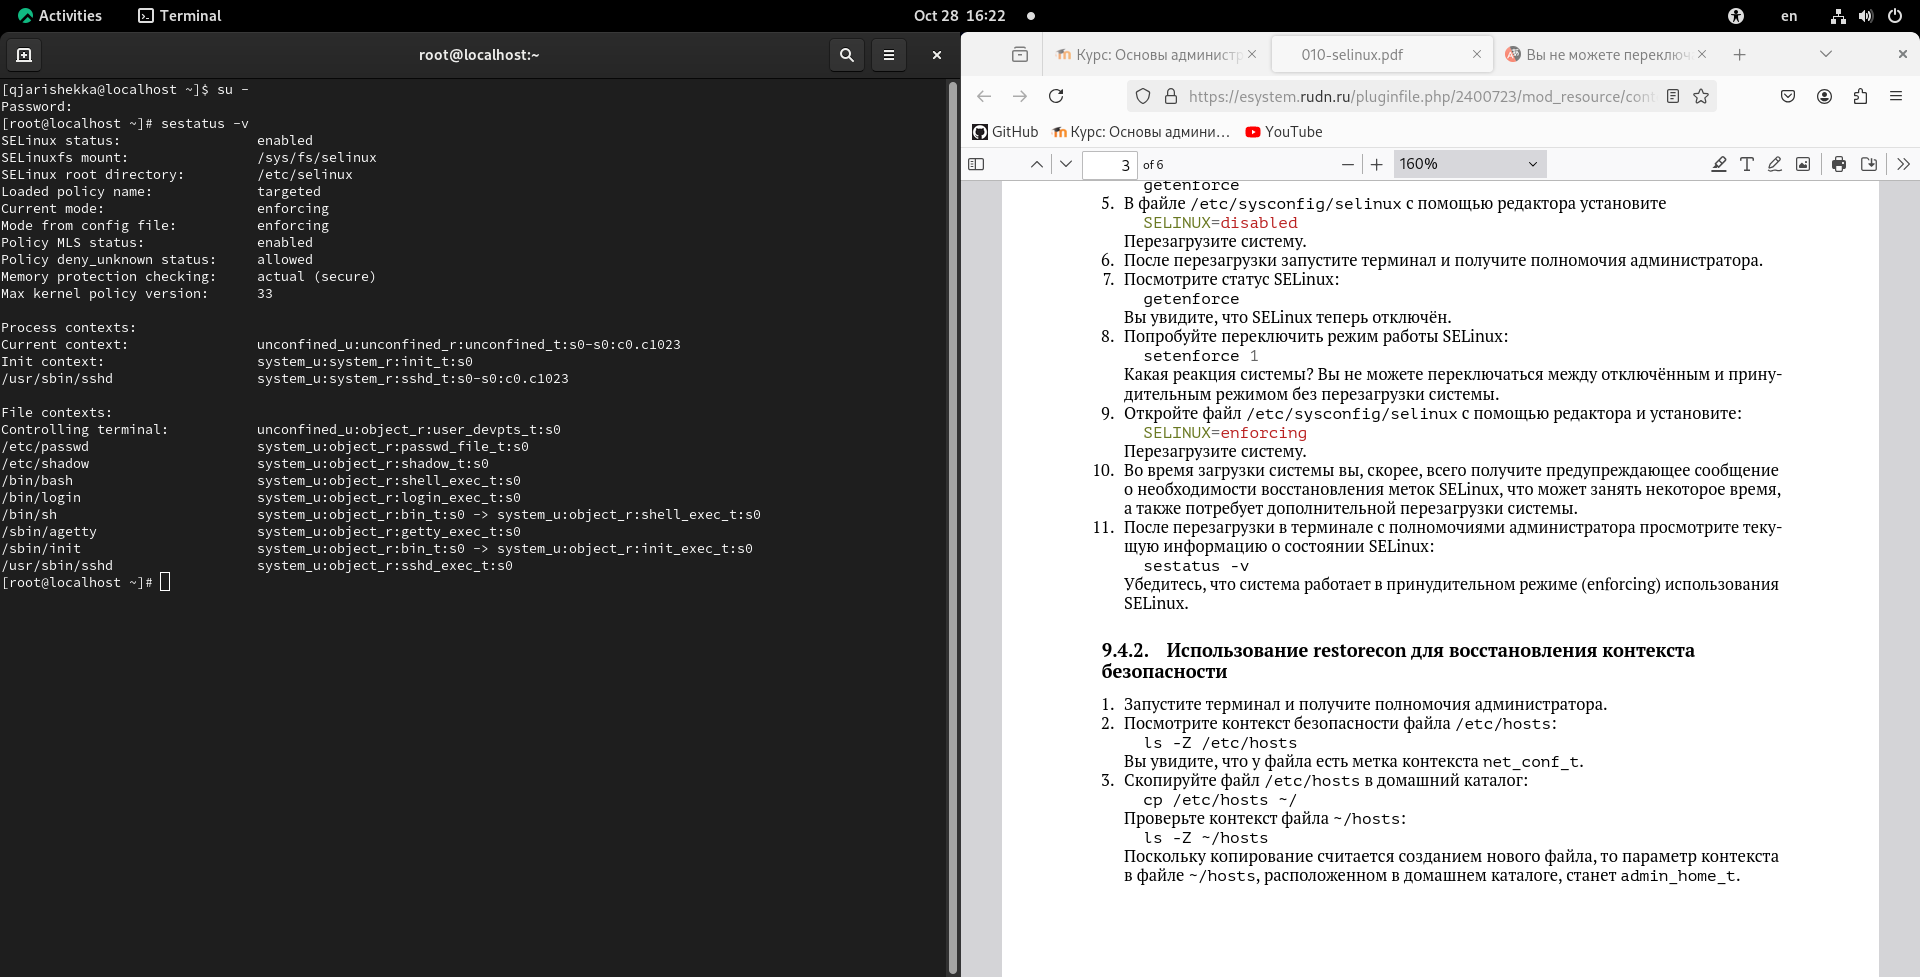 Activities
Terminal
Oct 28 16:22
en
root@localhost:~
[qjarishekka@localhost ~]$ su -
Password:
[root@localhost ~]# sestatus -v
SELinux status: enabled
SELinuxfs mount: /sys/fs/selinux
SELinux root directory: /etc/selinux
Loaded policy name: targeted
Current mode: enforcing
Mode from config file: enforcing
Policy MLS status: enabled
Policy deny_unknown status: allowed
Memory protection checking: actual (secure)
Max kernel policy version: 33
Process contexts:
Current context: unconfined_u:unconfined_r:unconfined_t:s0-s0:c0.c1023
Init context: system_u:system_r:init_t:s0
/usr/sbin/sshd system_u:system_r:sshd_t:s0-s0:c0.c1023
File contexts:
Controlling terminal: unconfined_u:object_r:user_devpts_t:s0
/etc/passwd system_u:object_r:passwd_file_t:s0
/etc/shadow system_u:object_r:shadow_t:s0
/bin/bash system_u:object_r:shell_exec_t:s0
/bin/login system_u:object_r:login_exec_t:s0
/bin/sh system_u:object_r:bin_t:s0 -> system_u:object_r:shell_exec_t:s0
/sbin/agetty system_u:object_r:getty_exec_t:s0
/sbin/init system_u:object_r:bin_t:s0 -> system_u:object_r:init_exec_t:s0
/usr/sbin/sshd system_u:object_r:sshd_exec_t:s0
[root@localhost ~]#
Курс: Основы администр
010-selinux.pdf
Вы не можете переключ
https://esystem.rudn.ru/pluginfile.php/2400723/mod_resource/cont
GitHub
Курс: Основы админи…
YouTube
3 of 6
160%
getenforce
5. В файле /etc/sysconfig/selinux с помощью редактора установите
SELINUX=disabled
Перезагрузите систему.
6. После перезагрузки запустите терминал и получите полномочия администратора.
7. Посмотрите статус SELinux:
getenforce
Вы увидите, что SELinux теперь отключён.
8. Попробуйте переключить режим работы SELinux:
setenforce 1
Какая реакция системы? Вы не можете переключаться между отключённым и прину-
дительным режимом без перезагрузки системы.
9. Откройте файл /etc/sysconfig/selinux с помощью редактора и установите:
SELINUX=enforcing
Перезагрузите систему.
10. Во время загрузки системы вы, скорее, всего получите предупреждающее сообщение
о необходимости восстановления меток SELinux, что может занять некоторое время,
а также потребует дополнительной перезагрузки системы.
11. После перезагрузки в терминале с полномочиями администратора просмотрите теку-
щую информацию о состоянии SELinux:
sestatus -v
Убедитесь, что система работает в принудительном режиме (enforcing) использования
SELinux.
9.4.2. Использование restorecon для восстановления контекста
безопасности
1. Запустите терминал и получите полномочия администратора.
2. Посмотрите контекст безопасности файла /etc/hosts:
ls -Z /etc/hosts
Вы увидите, что у файла есть метка контекста net_conf_t.
3. Скопируйте файл /etc/hosts в домашний каталог:
cp /etc/hosts ~/
Проверьте контекст файла ~/hosts:
ls -Z ~/hosts
Поскольку копирование считается созданием нового файла, то параметр контекста
в файле ~/hosts, расположенном в домашнем каталоге, станет admin_home_t.